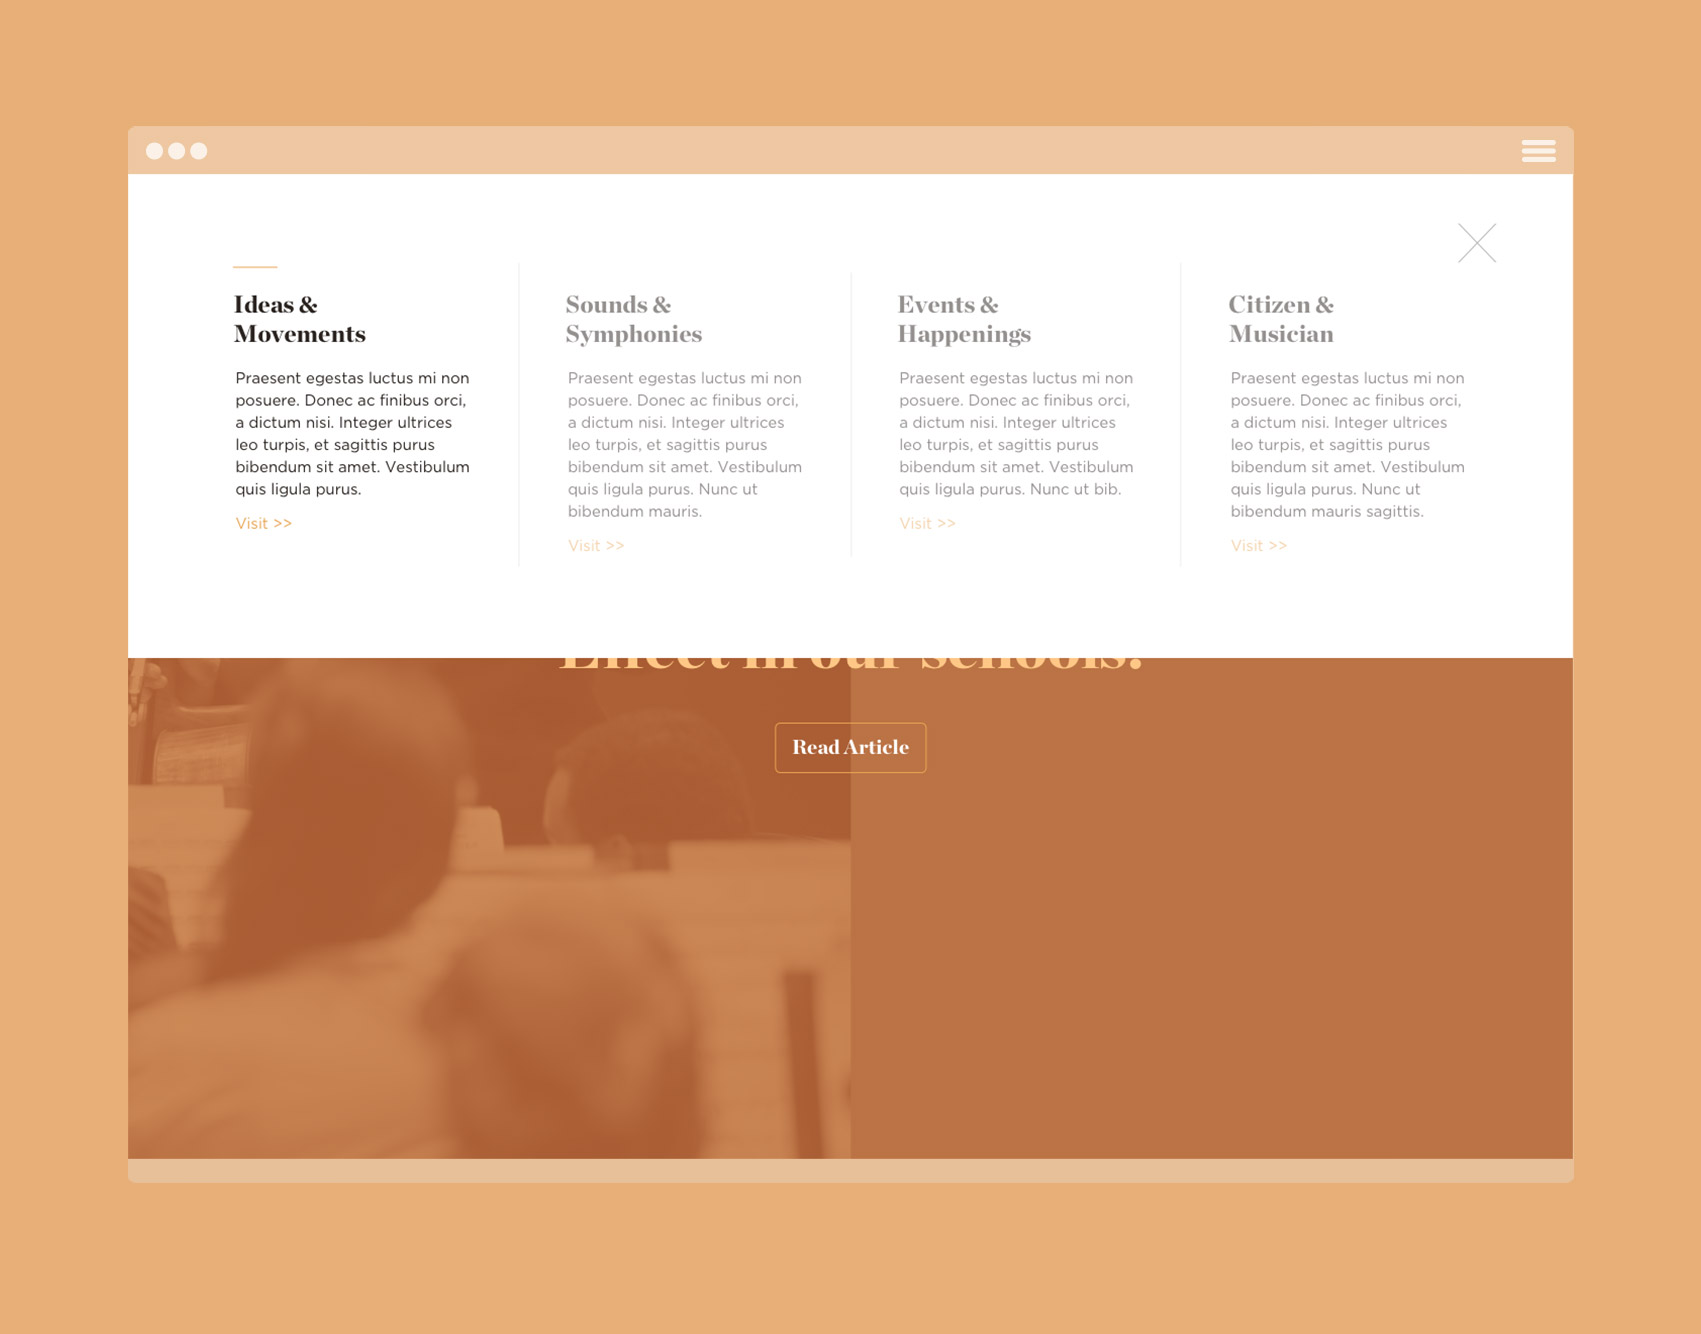 Ideas &
Movements
Praesent egestas luctus mi non
posuere. Donec ac finibus orci,
a dictum nisi. Integer ultrices
leo turpis, et sagittis purus
bibendum sit amet. Vestibulum
quis ligula purus.
Visit >>
Sounds &
Symphonies
Praesent egestas luctus mi non
posuere. Donec ac finibus orci,
a dictum nisi. Integer ultrices
leo turpis, et sagittis purus
bibendum sit amet. Vestibulum
quis ligula purus. Nunc ut
bibendum mauris.
Visit >>
Events &
Happenings
Praesent egestas luctus mi non
posuere. Donec ac finibus orci,
a dictum nisi. Integer ultrices
leo turpis, et sagittis purus
bibendum sit amet. Vestibulum
quis ligula purus. Nunc ut bib.
Visit >>
Citizen &
Musician
Praesent egestas luctus mi non
posuere. Donec ac finibus orci,
a dictum nisi. Integer ultrices
leo turpis, et sagittis purus
bibendum sit amet. Vestibulum
quis ligula purus. Nunc ut
bibendum mauris sagittis.
Visit >>
Effect in our schools.
Read Article